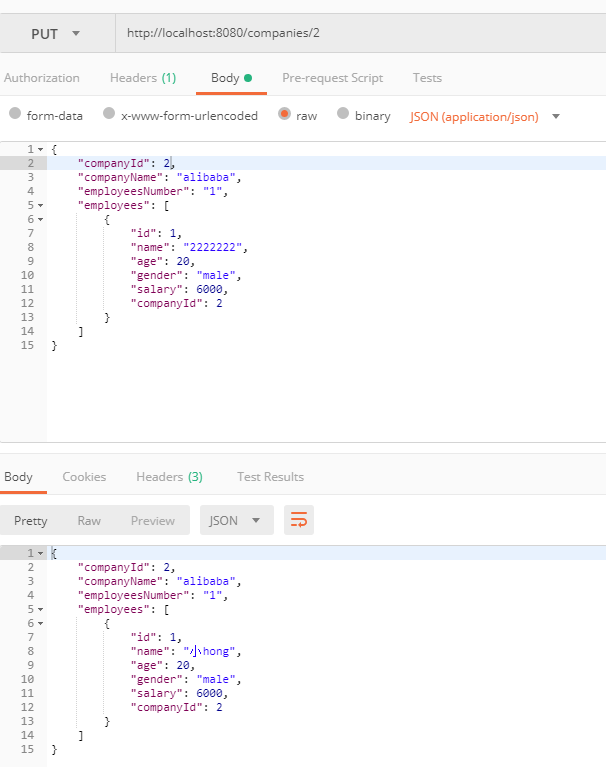 PUT http://localhost:8080/companies/2
Authorization Headers (1) Body Pre-request Script Tests
form-data x-www-form-urlencoded raw binary JSON (application/json)
1 {
2 "companyId": 2,
3 "companyName": "alibaba",
4 "employeesNumber": "1",
5 "employees": [
6 {
7 "id": 1,
8 "name": "2222222",
9 "age": 20,
10 "gender": "male",
11 "salary": 6000,
12 "companyId": 2
13 }
14 ]
15 }
Body Cookies Headers (3) Test Results
Pretty Raw Preview JSON
1 {
2 "companyId": 2,
3 "companyName": "alibaba",
4 "employeesNumber": "1",
5 "employees": [
6 {
7 "id": 1,
8 "name": "小hong",
9 "age": 20,
10 "gender": "male",
11 "salary": 6000,
12 "companyId": 2
13 }
14 ]
15 }